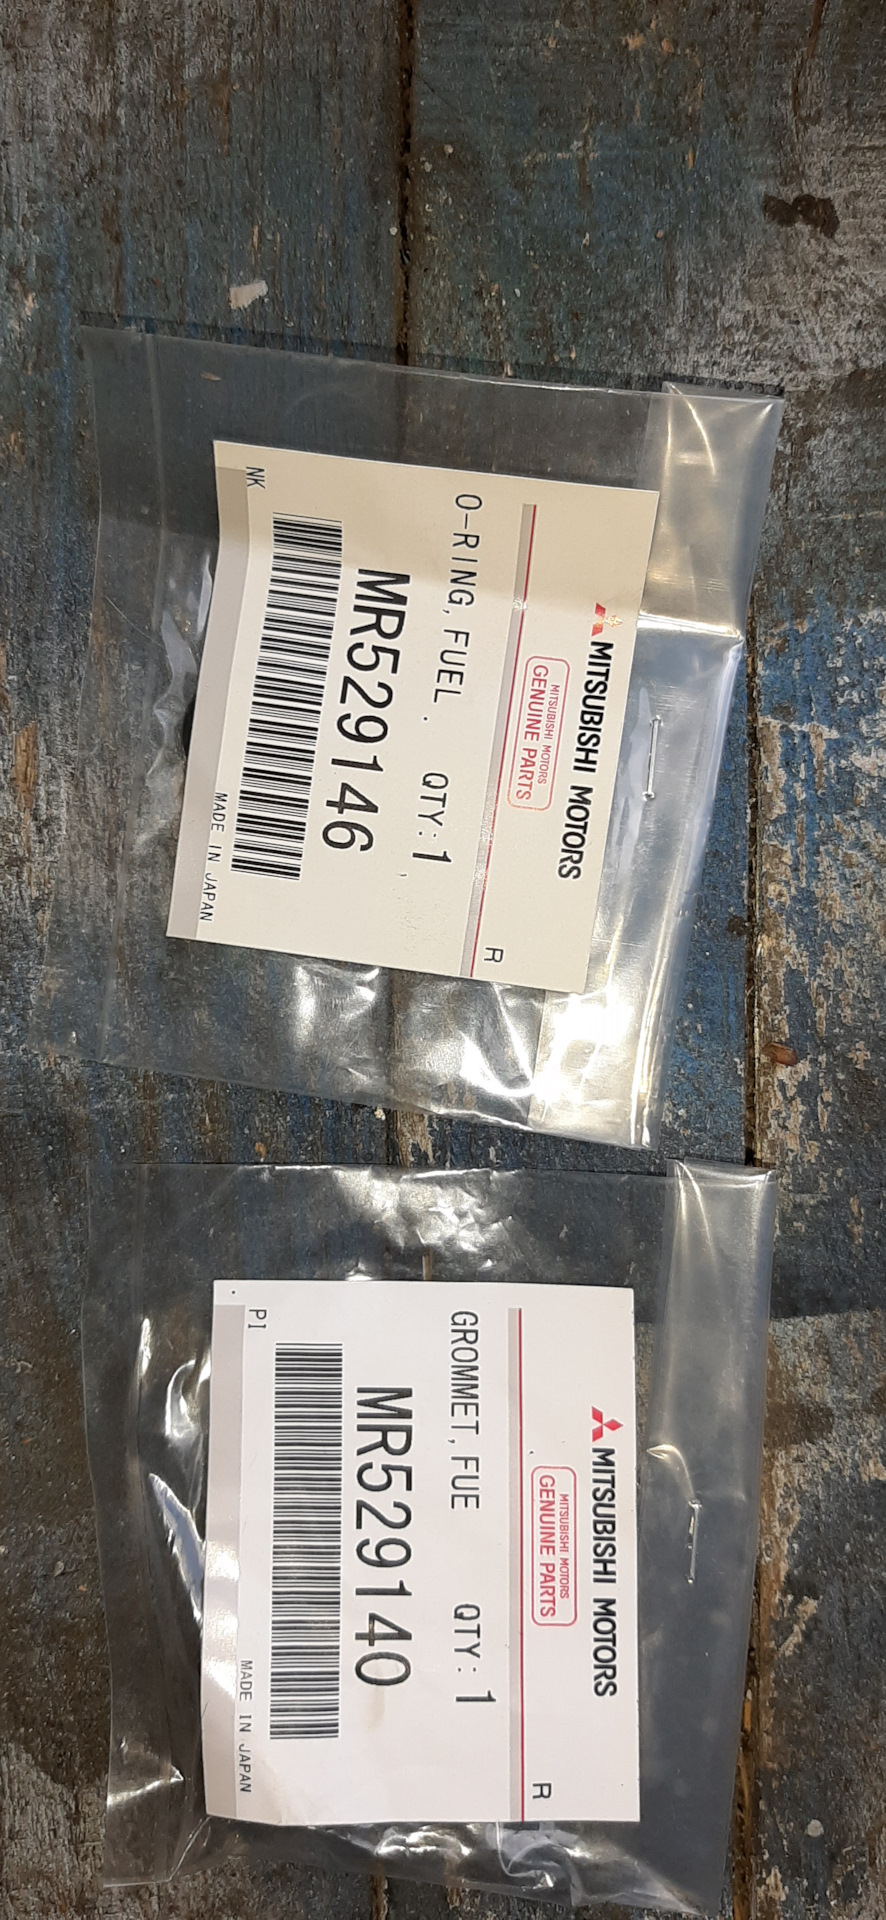 MITSUBISHI MOTORS
MITSUBISHI MOTORS
GENUINE PARTS
R
O-RING, FUEL . QTY:1
MR529146
NK
MADE IN JAPAN
MITSUBISHI MOTORS
MITSUBISHI MOTORS
GENUINE PARTS
R
GROMMET, FUE QTY:1
MR529140
PI
MADE IN JAPAN